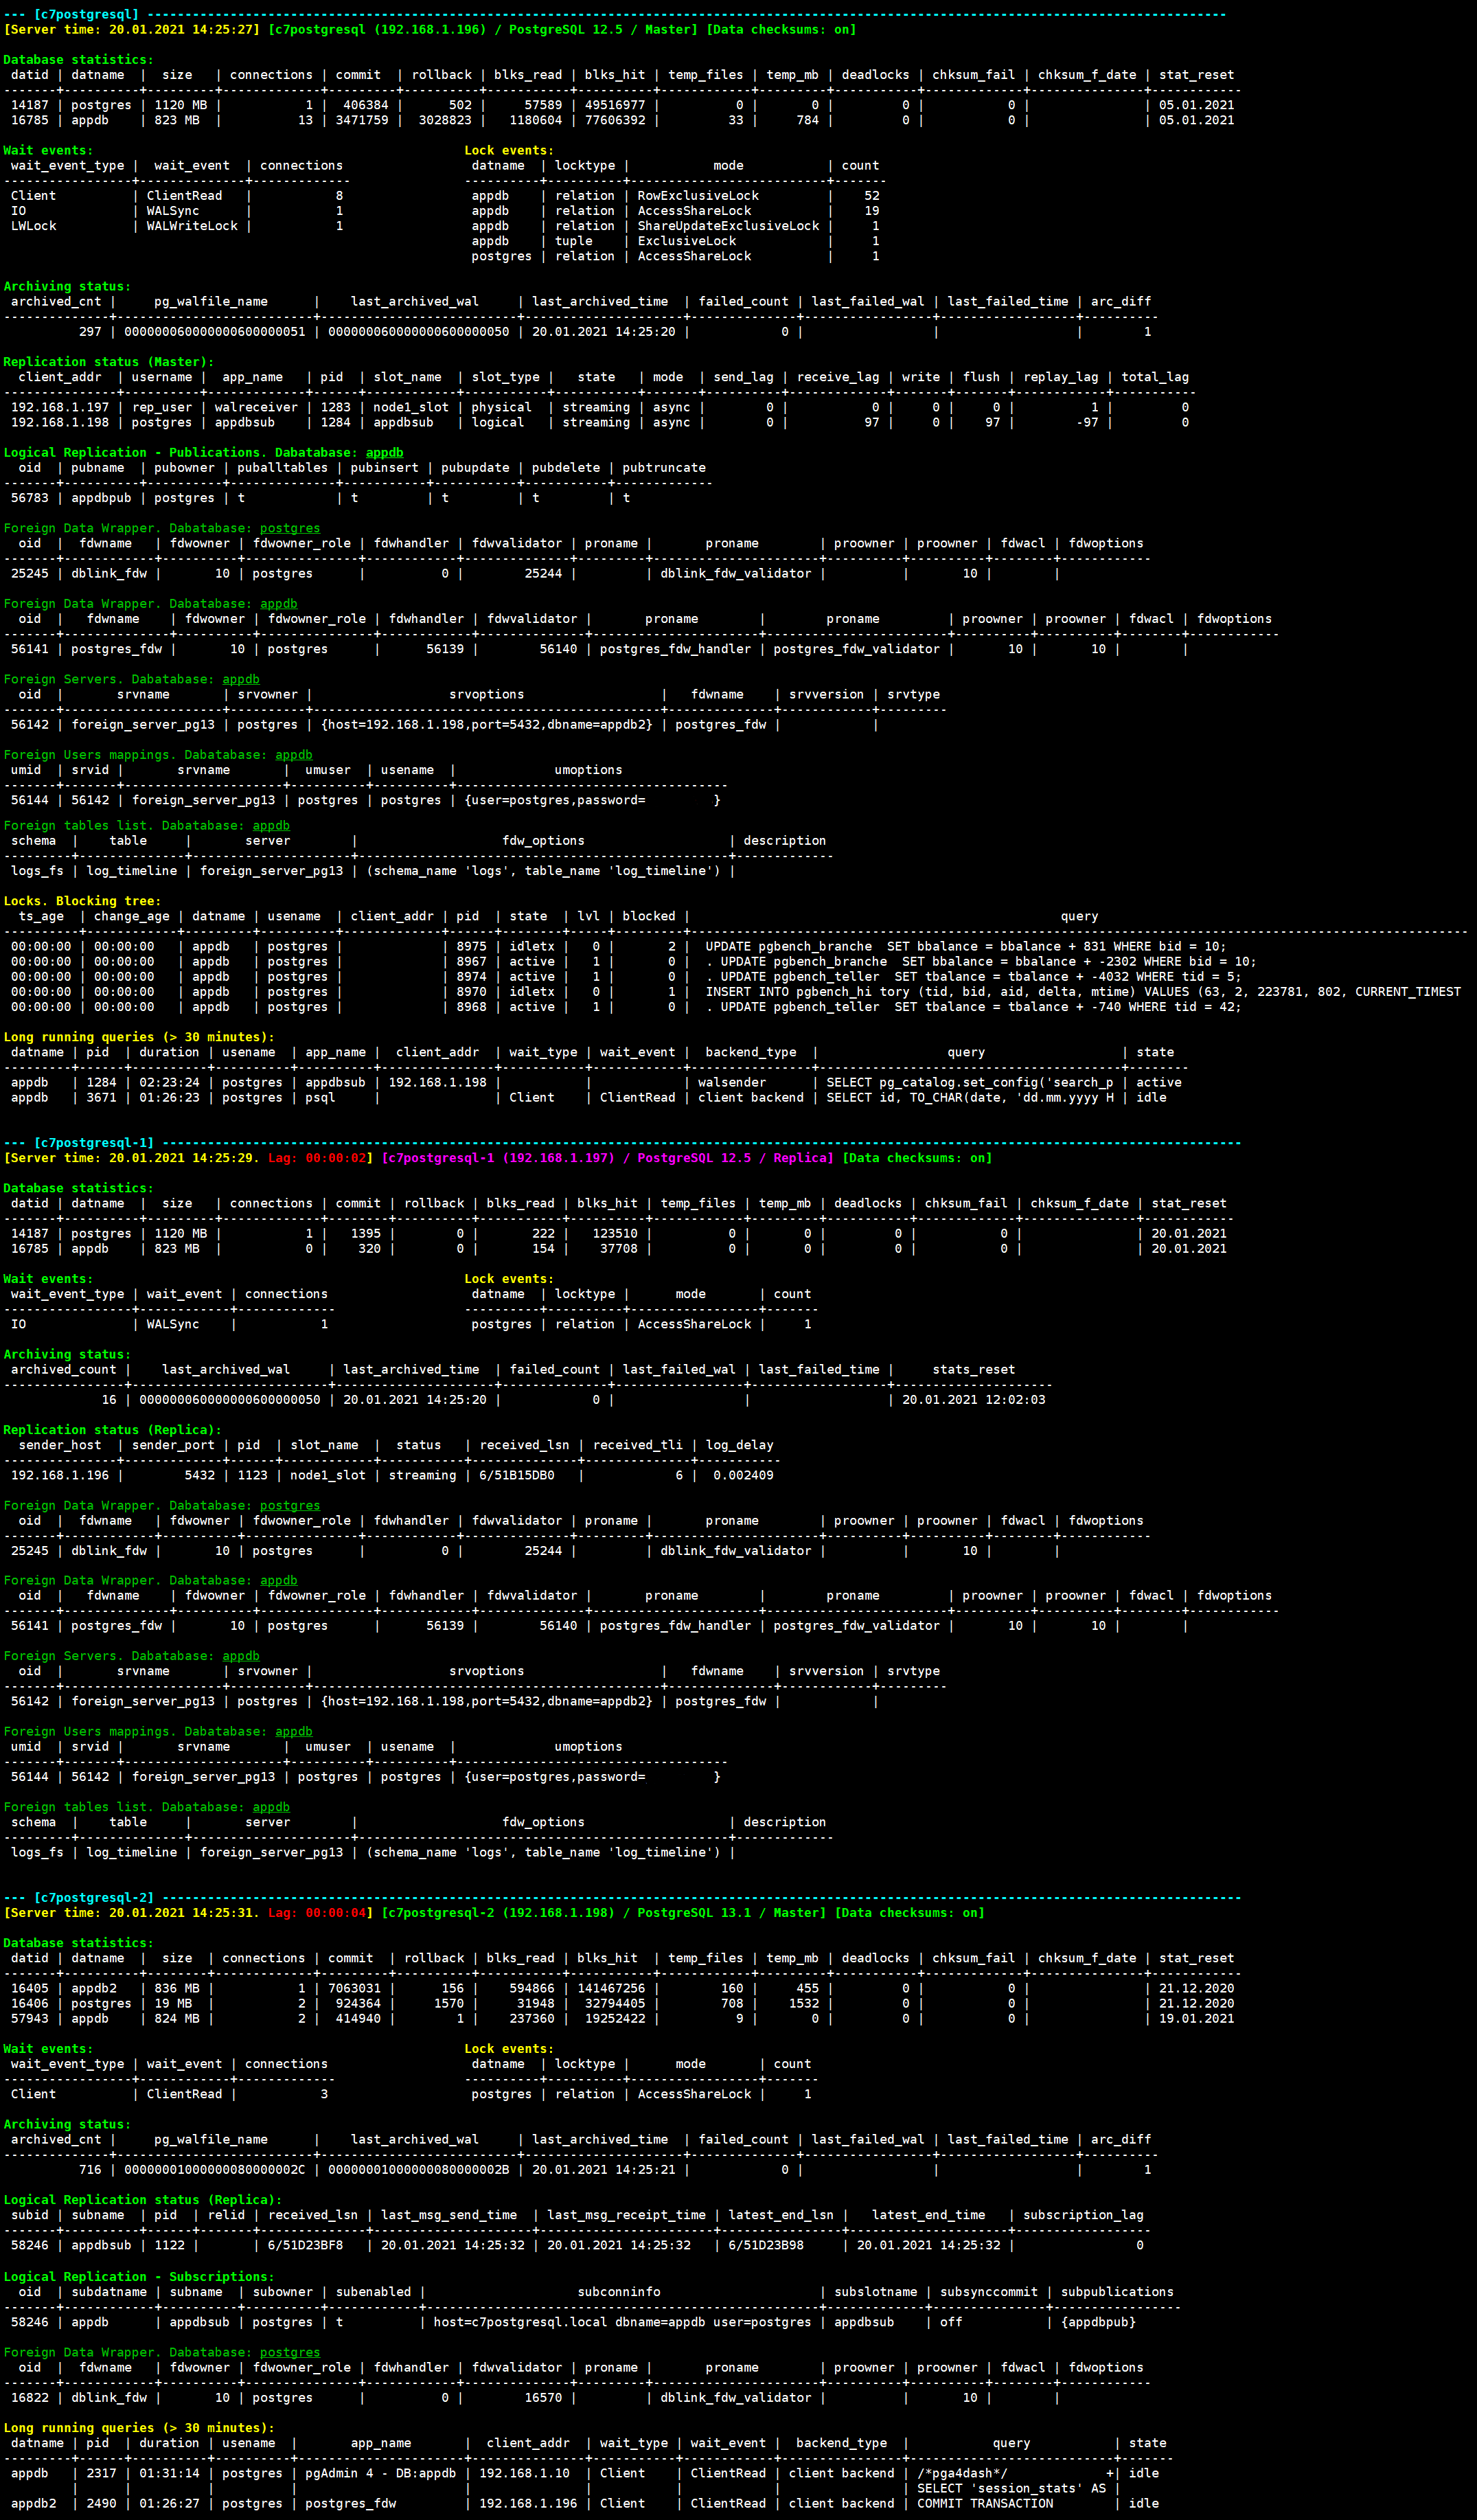 --- [c7postgresql] -----------------------------------------------------------------------------------------------------------------------------------------------
[Server time: 20.01.2021 14:25:27] [c7postgresql (192.168.1.196) / PostgreSQL 12.5 / Master] [Data checksums: on]
Database statistics:
 datid | datname  |  size   | connections | commit  | rollback | blks_read | blks_hit | temp_files | temp_mb | deadlocks | chksum_fail | chksum_f_date | stat_reset
-------+----------+---------+-------------+---------+----------+-----------+----------+------------+---------+-----------+-------------+---------------+------------
 14187 | postgres | 1120 MB |           1 |  406384 |      502 |     57589 | 49516977 |          0 |       0 |         0 |           0 |               | 05.01.2021
 16785 | appdb    | 823 MB  |          13 | 3471759 |  3028823 |   1180604 | 77606392 |         33 |     784 |         0 |           0 |               | 05.01.2021
Wait events:                                                 Lock events:
 wait_event_type |  wait_event  | connections                 datname  | locktype |           mode           | count
-----------------+--------------+-------------               ----------+----------+--------------------------+-------
 Client          | ClientRead   |           8                 appdb    | relation | RowExclusiveLock         |    52
 IO              | WALSync      |           1                 appdb    | relation | AccessShareLock          |    19
 LWLock          | WALWriteLock |           1                 appdb    | relation | ShareUpdateExclusiveLock |     1
                                                              appdb    | tuple    | ExclusiveLock            |     1
                                                              postgres | relation | AccessShareLock          |     1
Archiving status:
 archived_cnt |     pg_walfile_name      |    last_archived_wal     | last_archived_time  | failed_count | last_failed_wal | last_failed_time | arc_diff
--------------+--------------------------+--------------------------+---------------------+--------------+-----------------+------------------+----------
          297 | 000000060000000600000051 | 000000060000000600000050 | 20.01.2021 14:25:20 |            0 |                 |                  |        1
Replication status (Master):
  client_addr  | username |  app_name   | pid  | slot_name  | slot_type |   state   | mode  | send_lag | receive_lag | write | flush | replay_lag | total_lag
---------------+----------+-------------+------+------------+-----------+-----------+-------+----------+-------------+-------+-------+------------+-----------
 192.168.1.197 | rep_user | walreceiver | 1283 | node1_slot | physical  | streaming | async |        0 |           0 |     0 |     0 |          1 |         0
 192.168.1.198 | postgres | appdbsub    | 1284 | appdbsub   | logical   | streaming | async |        0 |          97 |     0 |    97 |        -97 |         0
Logical Replication - Publications. Dabatabase: appdb
  oid  | pubname  | pubowner | puballtables | pubinsert | pubupdate | pubdelete | pubtruncate
-------+----------+----------+--------------+-----------+-----------+-----------+-------------
 56783 | appdbpub | postgres | t            | t         | t         | t         | t
Foreign Data Wrapper. Dabatabase: postgres
  oid  |  fdwname   | fdwowner | fdwowner_role | fdwhandler | fdwvalidator | proname |       proname        | proowner | proowner | fdwacl | fdwoptions
-------+------------+----------+---------------+------------+--------------+---------+----------------------+----------+----------+--------+------------
 25245 | dblink_fdw |       10 | postgres      |          0 |        25244 |         | dblink_fdw_validator |          |       10 |        |
Foreign Data Wrapper. Dabatabase: appdb
  oid  |   fdwname    | fdwowner | fdwowner_role | fdwhandler | fdwvalidator |       proname        |        proname         | proowner | proowner | fdwacl | fdwoptions
-------+--------------+----------+---------------+------------+--------------+----------------------+------------------------+----------+----------+--------+------------
 56141 | postgres_fdw |       10 | postgres      |      56139 |        56140 | postgres_fdw_handler | postgres_fdw_validator |       10 |       10 |        |
Foreign Servers. Dabatabase: appdb
  oid  |       srvname       | srvowner |                  srvoptions                  |   fdwname    | srvversion | srvtype
-------+---------------------+----------+----------------------------------------------+--------------+------------+---------
 56142 | foreign_server_pg13 | postgres | {host=192.168.1.198,port=5432,dbname=appdb2} | postgres_fdw |            |
Foreign Users mappings. Dabatabase: appdb
 umid  | srvid |       srvname       |  umuser  | usename  |             umoptions
-------+-------+---------------------+----------+----------+------------------------------------
 56144 | 56142 | foreign_server_pg13 | postgres | postgres | {user=postgres,password=         }
Foreign tables list. Dabatabase: appdb
 schema  |    table     |       server        |                   fdw_options                   | description
---------+--------------+---------------------+-------------------------------------------------+-------------
 logs_fs | log_timeline | foreign_server_pg13 | (schema_name 'logs', table_name 'log_timeline') |
Locks. Blocking tree:
  ts_age  | change_age | datname | usename  | client_addr | pid  | state  | lvl | blocked |                                                 query
----------+------------+---------+----------+-------------+------+--------+-----+---------+-------------------------------------------------------------------------------------------------------
 00:00:00 | 00:00:00   | appdb   | postgres |             | 8975 | idletx |   0 |       2 |  UPDATE pgbench_branche  SET bbalance = bbalance + 831 WHERE bid = 10;
 00:00:00 | 00:00:00   | appdb   | postgres |             | 8967 | active |   1 |       0 |  . UPDATE pgbench_branche  SET bbalance = bbalance + -2302 WHERE bid = 10;
 00:00:00 | 00:00:00   | appdb   | postgres |             | 8974 | active |   1 |       0 |  . UPDATE pgbench_teller  SET tbalance = tbalance + -4032 WHERE tid = 5;
 00:00:00 | 00:00:00   | appdb   | postgres |             | 8970 | idletx |   0 |       1 |  INSERT INTO pgbench_hi tory (tid, bid, aid, delta, mtime) VALUES (63, 2, 223781, 802, CURRENT_TIMEST
 00:00:00 | 00:00:00   | appdb   | postgres |             | 8968 | active |   1 |       0 |  . UPDATE pgbench_teller  SET tbalance = tbalance + -740 WHERE tid = 42;
Long running queries (> 30 minutes):
 datname | pid  | duration | usename  | app_name |  client_addr  | wait_type | wait_event |  backend_type  |                 query                  | state
---------+------+----------+----------+----------+---------------+-----------+------------+----------------+----------------------------------------+--------
 appdb   | 1284 | 02:23:24 | postgres | appdbsub | 192.168.1.198 |           |            | walsender      | SELECT pg_catalog.set_config('search_p | active
 appdb   | 3671 | 01:26:23 | postgres | psql     |               | Client    | ClientRead | client backend | SELECT id, TO_CHAR(date, 'dd.mm.yyyy H | idle
--- [c7postgresql-1] -----------------------------------------------------------------------------------------------------------------------------------------------
[Server time: 20.01.2021 14:25:29. Lag: 00:00:02] [c7postgresql-1 (192.168.1.197) / PostgreSQL 12.5 / Replica] [Data checksums: on]
Database statistics:
 datid | datname  |  size   | connections | commit | rollback | blks_read | blks_hit | temp_files | temp_mb | deadlocks | chksum_fail | chksum_f_date | stat_reset
-------+----------+---------+-------------+--------+----------+-----------+----------+------------+---------+-----------+-------------+---------------+------------
 14187 | postgres | 1120 MB |           1 |   1395 |        0 |       222 |   123510 |          0 |       0 |         0 |           0 |               | 20.01.2021
 16785 | appdb    | 823 MB  |           0 |    320 |        0 |       154 |    37708 |          0 |       0 |         0 |           0 |               | 20.01.2021
Wait events:                                                 Lock events:
 wait_event_type | wait_event | connections                   datname  | locktype |      mode       | count
-----------------+------------+-------------                 ----------+----------+-----------------+-------
 IO              | WALSync    |           1                   postgres | relation | AccessShareLock |     1
Archiving status:
 archived_count |    last_archived_wal     | last_archived_time  | failed_count | last_failed_wal | last_failed_time |     stats_reset
----------------+--------------------------+---------------------+--------------+-----------------+------------------+---------------------
             16 | 000000060000000600000050 | 20.01.2021 14:25:20 |            0 |                 |                  | 20.01.2021 12:02:03
Replication status (Replica):
  sender_host  | sender_port | pid  | slot_name  |  status   | received_lsn | received_tli | log_delay
---------------+-------------+------+------------+-----------+--------------+--------------+-----------
 192.168.1.196 |        5432 | 1123 | node1_slot | streaming | 6/51B15DB0   |            6 |  0.002409
Foreign Data Wrapper. Dabatabase: postgres
  oid  |  fdwname   | fdwowner | fdwowner_role | fdwhandler | fdwvalidator | proname |       proname        | proowner | proowner | fdwacl | fdwoptions
-------+------------+----------+---------------+------------+--------------+---------+----------------------+----------+----------+--------+------------
 25245 | dblink_fdw |       10 | postgres      |          0 |        25244 |         | dblink_fdw_validator |          |       10 |        |
Foreign Data Wrapper. Dabatabase: appdb
  oid  |   fdwname    | fdwowner | fdwowner_role | fdwhandler | fdwvalidator |       proname        |        proname         | proowner | proowner | fdwacl | fdwoptions
-------+--------------+----------+---------------+------------+--------------+----------------------+------------------------+----------+----------+--------+------------
 56141 | postgres_fdw |       10 | postgres      |      56139 |        56140 | postgres_fdw_handler | postgres_fdw_validator |       10 |       10 |        |
Foreign Servers. Dabatabase: appdb
  oid  |       srvname       | srvowner |                  srvoptions                  |   fdwname    | srvversion | srvtype
-------+---------------------+----------+----------------------------------------------+--------------+------------+---------
 56142 | foreign_server_pg13 | postgres | {host=192.168.1.198,port=5432,dbname=appdb2} | postgres_fdw |            |
Foreign Users mappings. Dabatabase: appdb
 umid  | srvid |       srvname       |  umuser  | usename  |             umoptions
-------+-------+---------------------+----------+----------+------------------------------------
 56144 | 56142 | foreign_server_pg13 | postgres | postgres | {user=postgres,password=         }
Foreign tables list. Dabatabase: appdb
 schema  |    table     |       server        |                   fdw_options                   | description
---------+--------------+---------------------+-------------------------------------------------+-------------
 logs_fs | log_timeline | foreign_server_pg13 | (schema_name 'logs', table_name 'log_timeline') |
--- [c7postgresql-2] -----------------------------------------------------------------------------------------------------------------------------------------------
[Server time: 20.01.2021 14:25:31. Lag: 00:00:04] [c7postgresql-2 (192.168.1.198) / PostgreSQL 13.1 / Master] [Data checksums: on]
Database statistics:
 datid | datname  |  size  | connections | commit  | rollback | blks_read | blks_hit  | temp_files | temp_mb | deadlocks | chksum_fail | chksum_f_date | stat_reset
-------+----------+--------+-------------+---------+----------+-----------+-----------+------------+---------+-----------+-------------+---------------+------------
 16405 | appdb2   | 836 MB |           1 | 7063031 |      156 |    594866 | 141467256 |        160 |     455 |         0 |           0 |               | 21.12.2020
 16406 | postgres | 19 MB  |           2 |  924364 |     1570 |     31948 |  32794405 |        708 |    1532 |         0 |           0 |               | 21.12.2020
 57943 | appdb    | 824 MB |           2 |  414940 |        1 |    237360 |  19252422 |          9 |       0 |         0 |           0 |               | 19.01.2021
Wait events:                                                 Lock events:
 wait_event_type | wait_event | connections                   datname  | locktype |      mode       | count
-----------------+------------+-------------                 ----------+----------+-----------------+-------
 Client          | ClientRead |           3                   postgres | relation | AccessShareLock |     1
Archiving status:
 archived_cnt |     pg_walfile_name      |    last_archived_wal     | last_archived_time  | failed_count | last_failed_wal | last_failed_time | arc_diff
--------------+--------------------------+--------------------------+---------------------+--------------+-----------------+------------------+----------
          716 | 00000001000000080000002C | 00000001000000080000002B | 20.01.2021 14:25:21 |            0 |                 |                  |        1
Logical Replication status (Replica):
 subid | subname  | pid  | relid | received_lsn | last_msg_send_time  | last_msg_receipt_time | latest_end_lsn |   latest_end_time   | subscription_lag
-------+----------+------+-------+--------------+---------------------+-----------------------+----------------+---------------------+------------------
 58246 | appdbsub | 1122 |       | 6/51D23BF8   | 20.01.2021 14:25:32 | 20.01.2021 14:25:32   | 6/51D23B98     | 20.01.2021 14:25:32 |                0
Logical Replication - Subscriptions:
  oid  | subdatname | subname  | subowner | subenabled |                    subconninfo                     | subslotname | subsynccommit | subpublications
-------+------------+----------+----------+------------+----------------------------------------------------+-------------+---------------+-----------------
 58246 | appdb      | appdbsub | postgres | t          | host=c7postgresql.local dbname=appdb user=postgres | appdbsub    | off           | {appdbpub}
Foreign Data Wrapper. Dabatabase: postgres
  oid  |  fdwname   | fdwowner | fdwowner_role | fdwhandler | fdwvalidator | proname |       proname        | proowner | proowner | fdwacl | fdwoptions
-------+------------+----------+---------------+------------+--------------+---------+----------------------+----------+----------+--------+------------
 16822 | dblink_fdw |       10 | postgres      |          0 |        16570 |         | dblink_fdw_validator |          |       10 |        |
Long running queries (> 30 minutes):
 datname | pid  | duration | usename  |       app_name       |  client_addr  | wait_type | wait_event |  backend_type  |           query           | state
---------+------+----------+----------+----------------------+---------------+-----------+------------+----------------+---------------------------+-------
 appdb   | 2317 | 01:31:14 | postgres | pgAdmin 4 - DB:appdb | 192.168.1.10  | Client    | ClientRead | client backend | /*pga4dash*/             +| idle
         |      |          |          |                      |               |           |            |                | SELECT 'session_stats' AS |
 appdb2  | 2490 | 01:26:27 | postgres | postgres_fdw         | 192.168.1.196 | Client    | ClientRead | client backend | COMMIT TRANSACTION        | idle